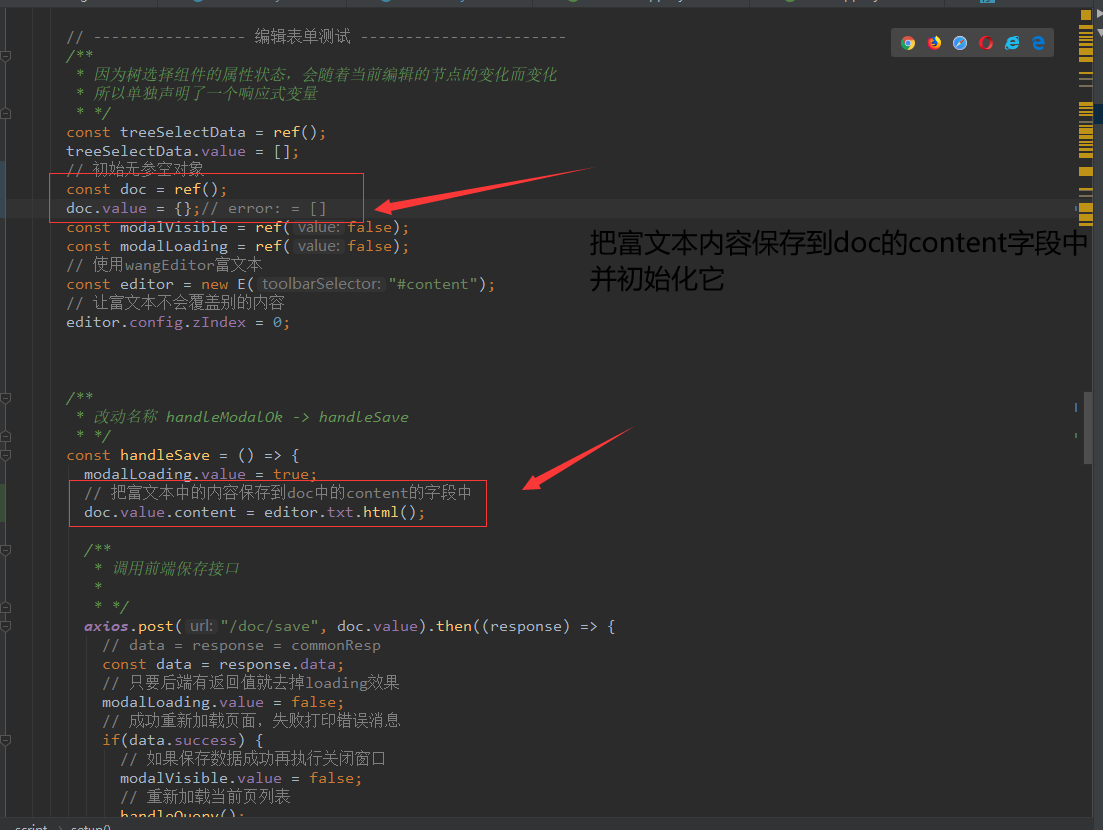 // ----------------- 编辑表单测试 -----------------------
/**
* 因为树选择组件的属性状态，会随着当前编辑的节点的变化而变化
* 所以单独声明了一个响应式变量
* */
const treeSelectData = ref();
treeSelectData.value = [];
// 初始无参空对象
const doc = ref();
doc.value = {};// error: = []
const modalVisible = ref( value: false);
const modalLoading = ref( value: false);
// 使用wangEditor富文本
const editor = new E( toolbarSelector: "#content");
// 让富文本不会覆盖别的内容
editor.config.zIndex = 0;
把富文本内容保存到doc的content字段中
并初始化它
/**
* 改动名称 handleModalOk -> handleSave
* */
const handleSave = () => {
modalLoading.value = true;
// 把富文本中的内容保存到doc中的content的字段中
doc.value.content = editor.txt.html();
/**
* 调用前端保存接口
*
* */
axios.post( url: "/doc/save", doc.value).then((response) => {
// data = response = commonResp
const data = response.data;
// 只要后端有返回值就去掉loading效果
modalLoading.value = false;
// 成功重新加载页面，失败打印错误消息
if(data.success) {
// 如果保存数据成功再执行关闭窗口
modalVisible.value = false;
// 重新加载当前页列表
handleQuery();
script > setup()